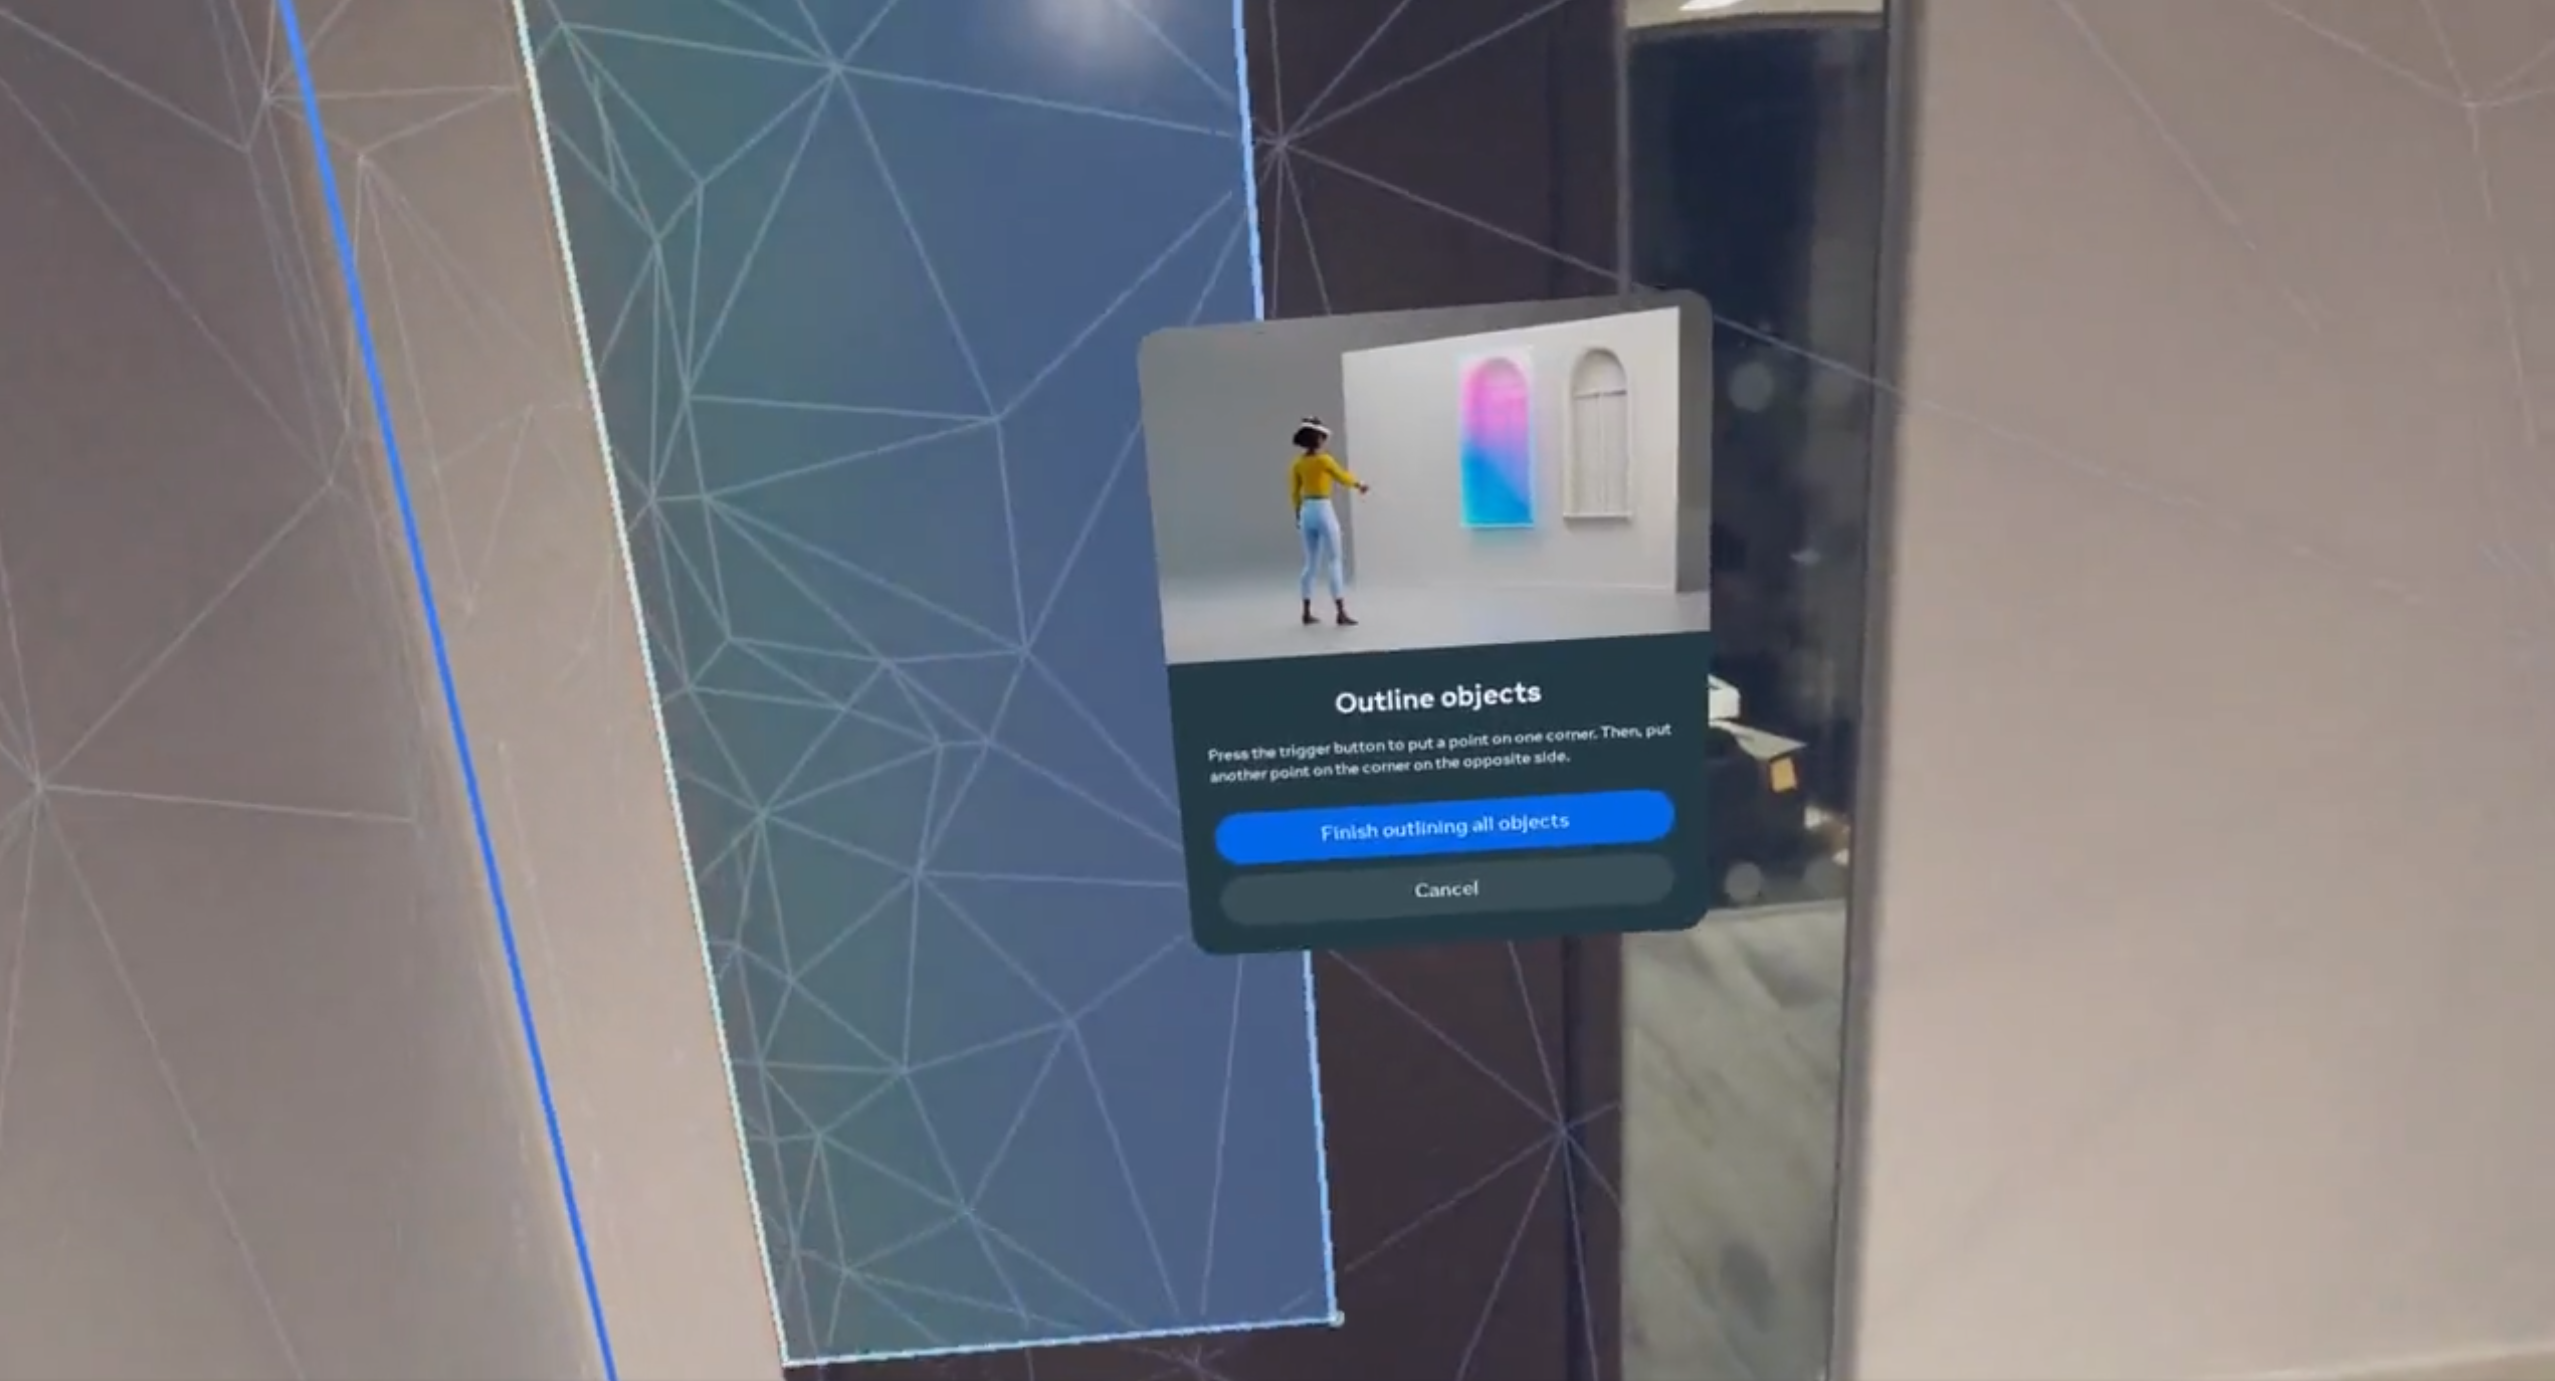 Outline objects
Press the trigger button to put a point on one corner. Then, put
another point on the corner on the opposite side.
Finish outlining all objects
Cancel